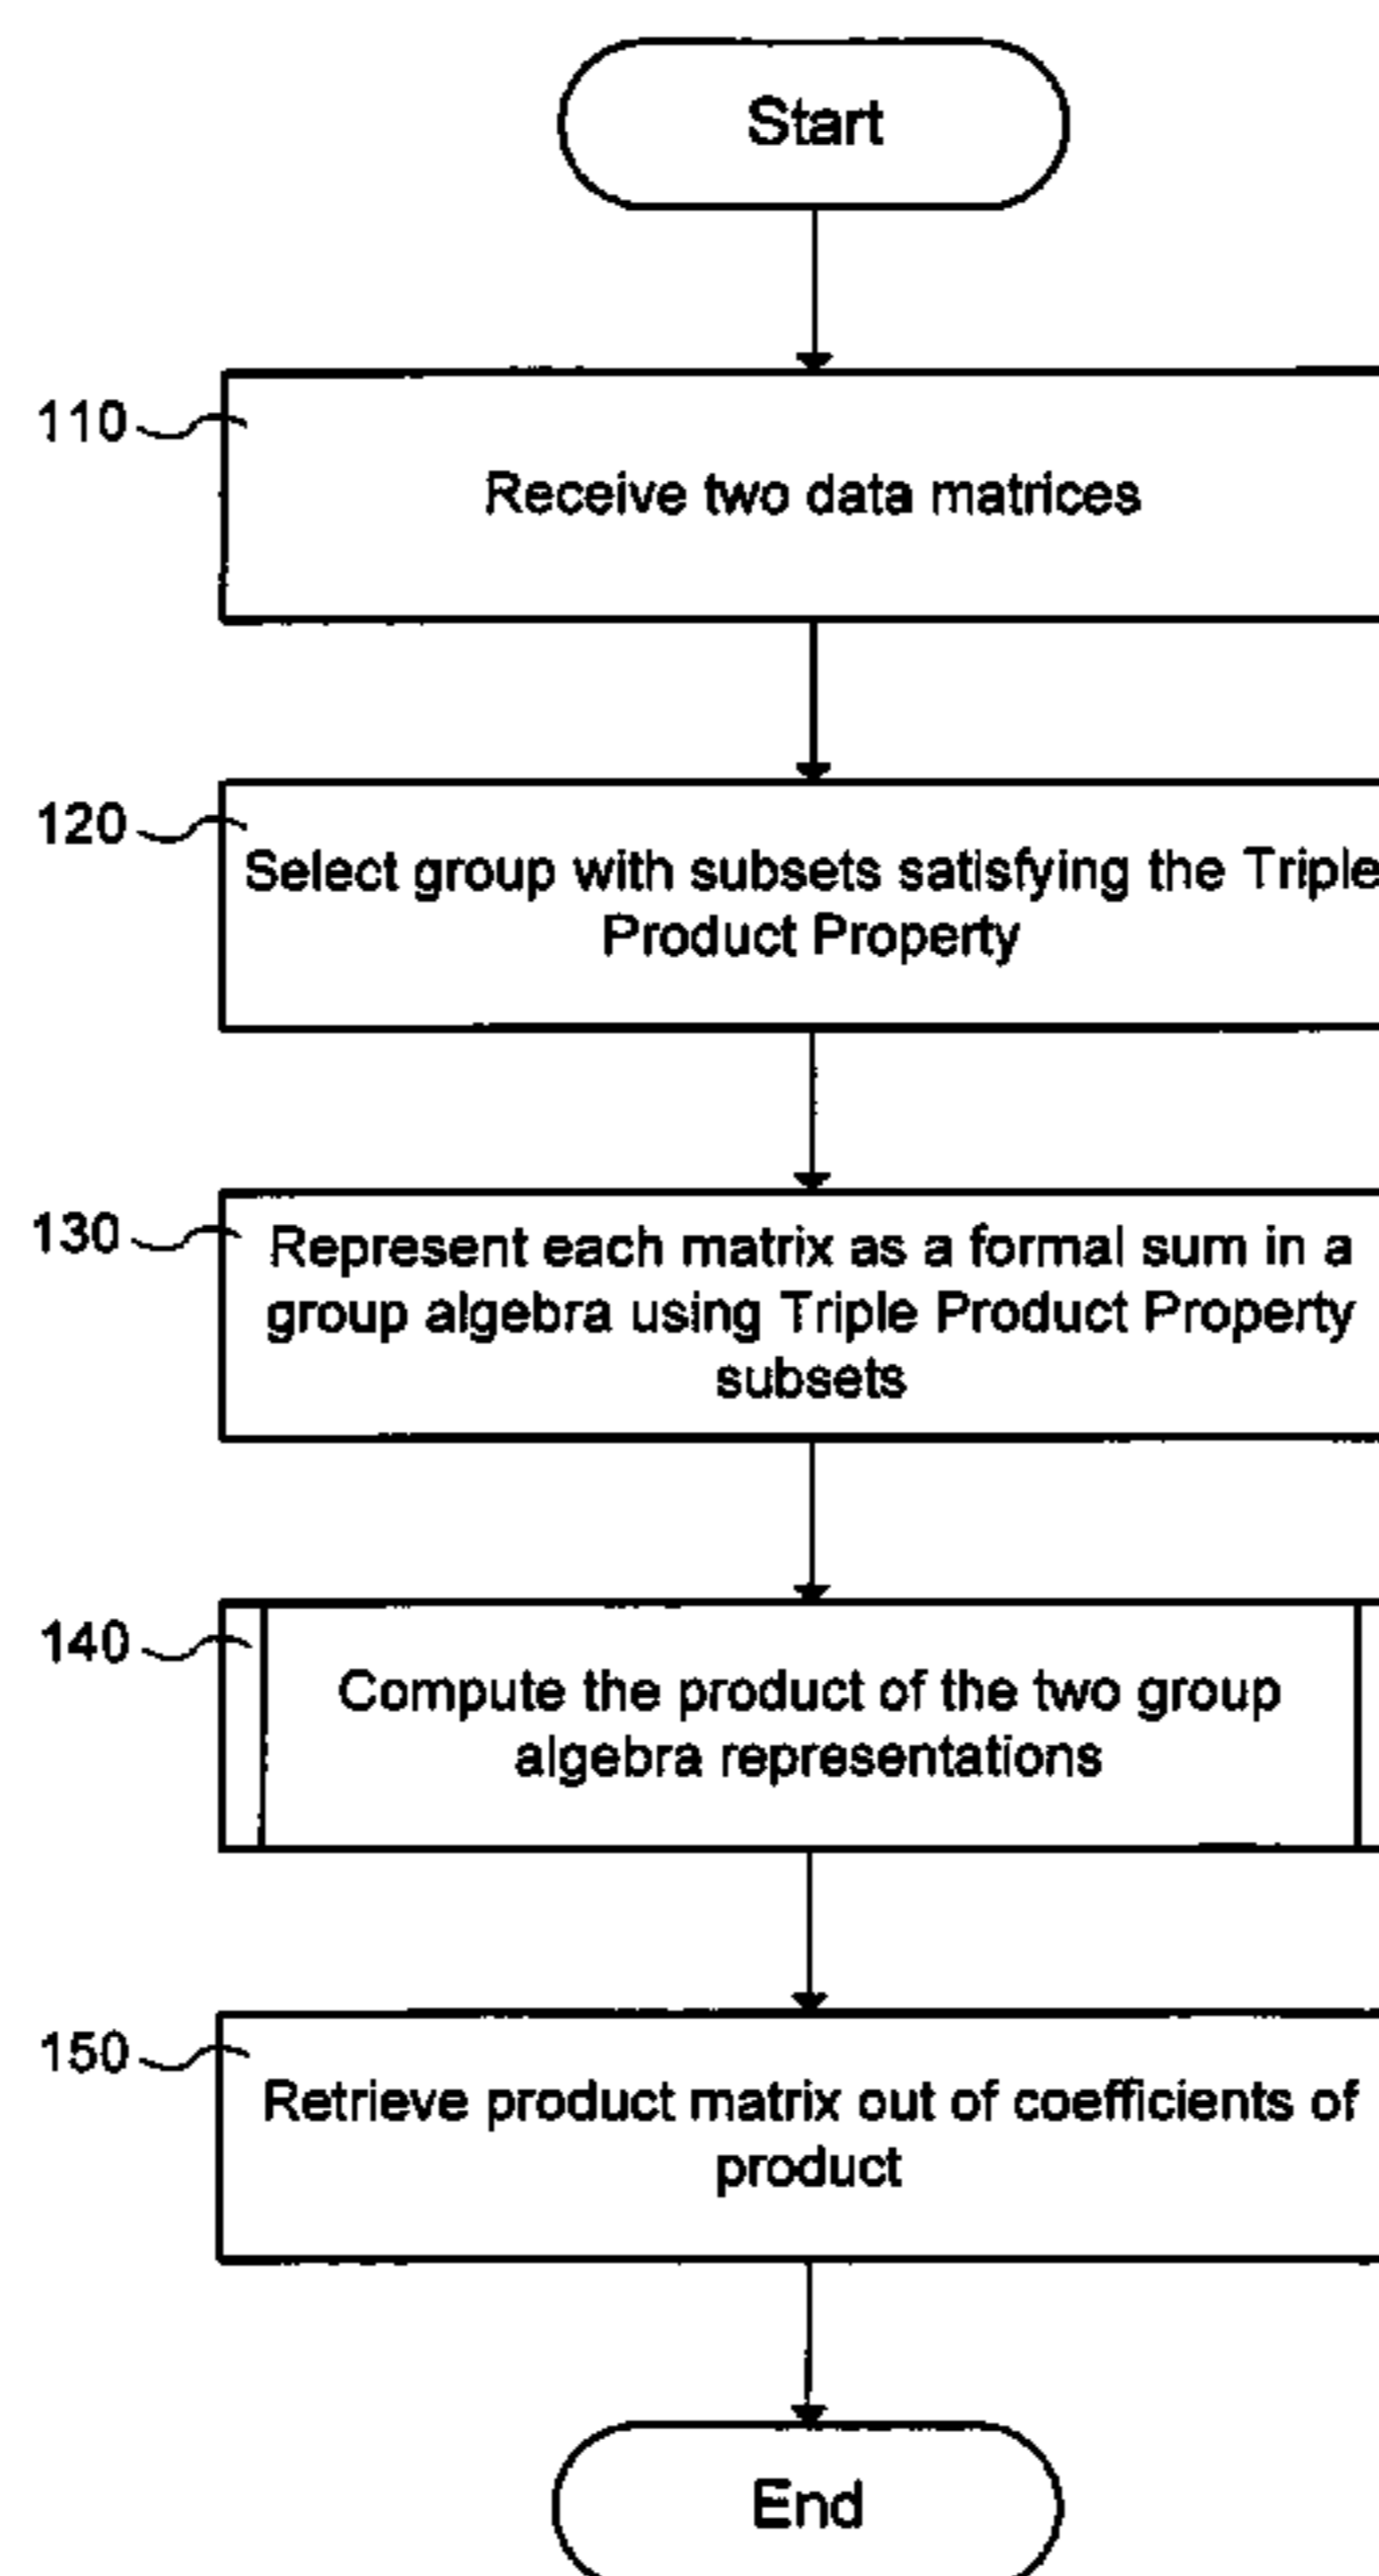 Start
110
Receive two data matrices
120
Select group with subsets satisfying the Triple
Product Property
130
Represent each matrix as a formal sum in a
group algebra using Triple Product Property
subsets
140
Compute the product of the two group
algebra representations
150
Retrieve product matrix out of coefficients of
product
End